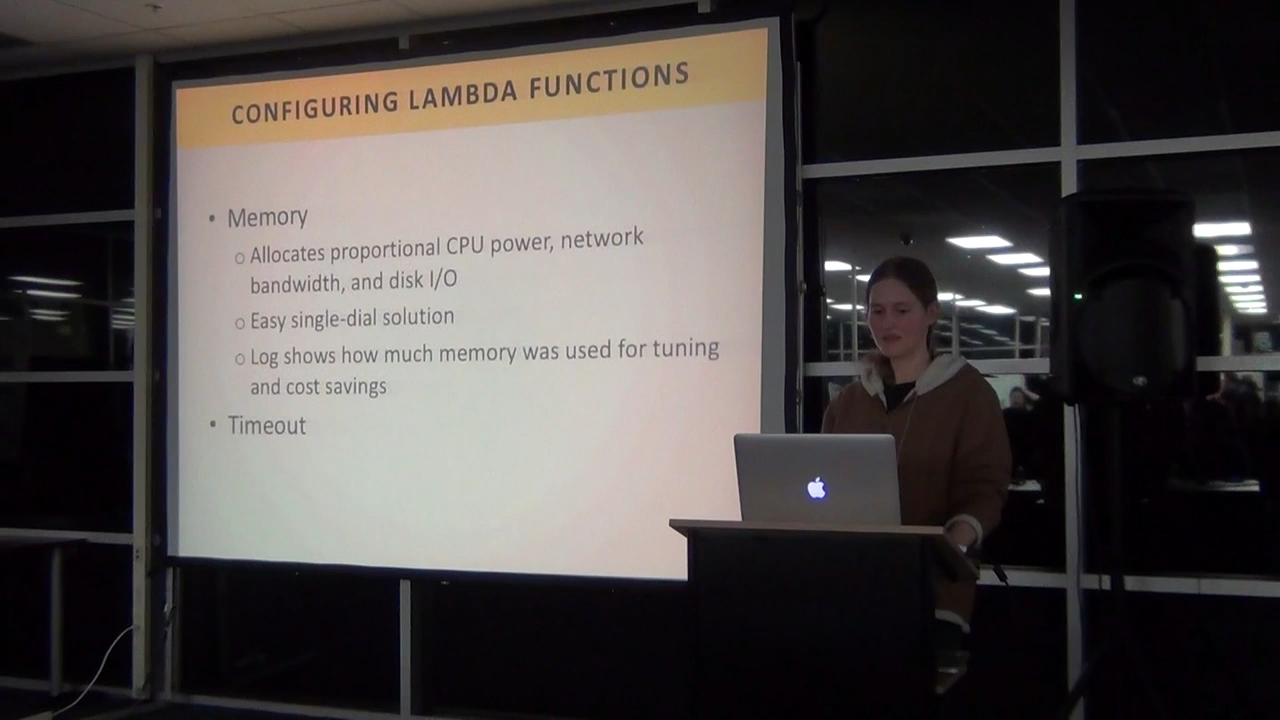 CONFIGURING LAMBDA FUNCTIONS
• Memory
o Allocates proportional CPU power, network
bandwidth, and disk I/O
o Easy single-dial solution
o Log shows how much memory was used for tuning
and cost savings
• Timeout